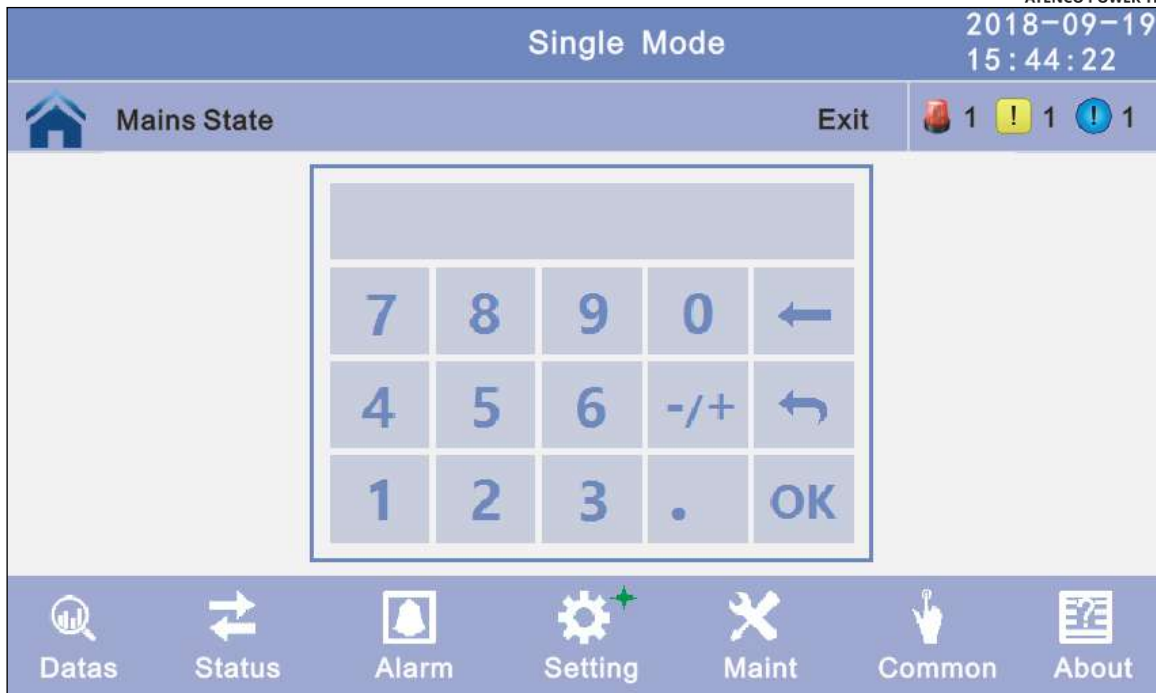 Single Mode
2018-09-19
15:44:22
Mains State
Exit
1
!
1
!
1
7 8 9 0
4 5 6 -/+
1 2 3 . OK
Datas Status Alarm Setting Maint Common About